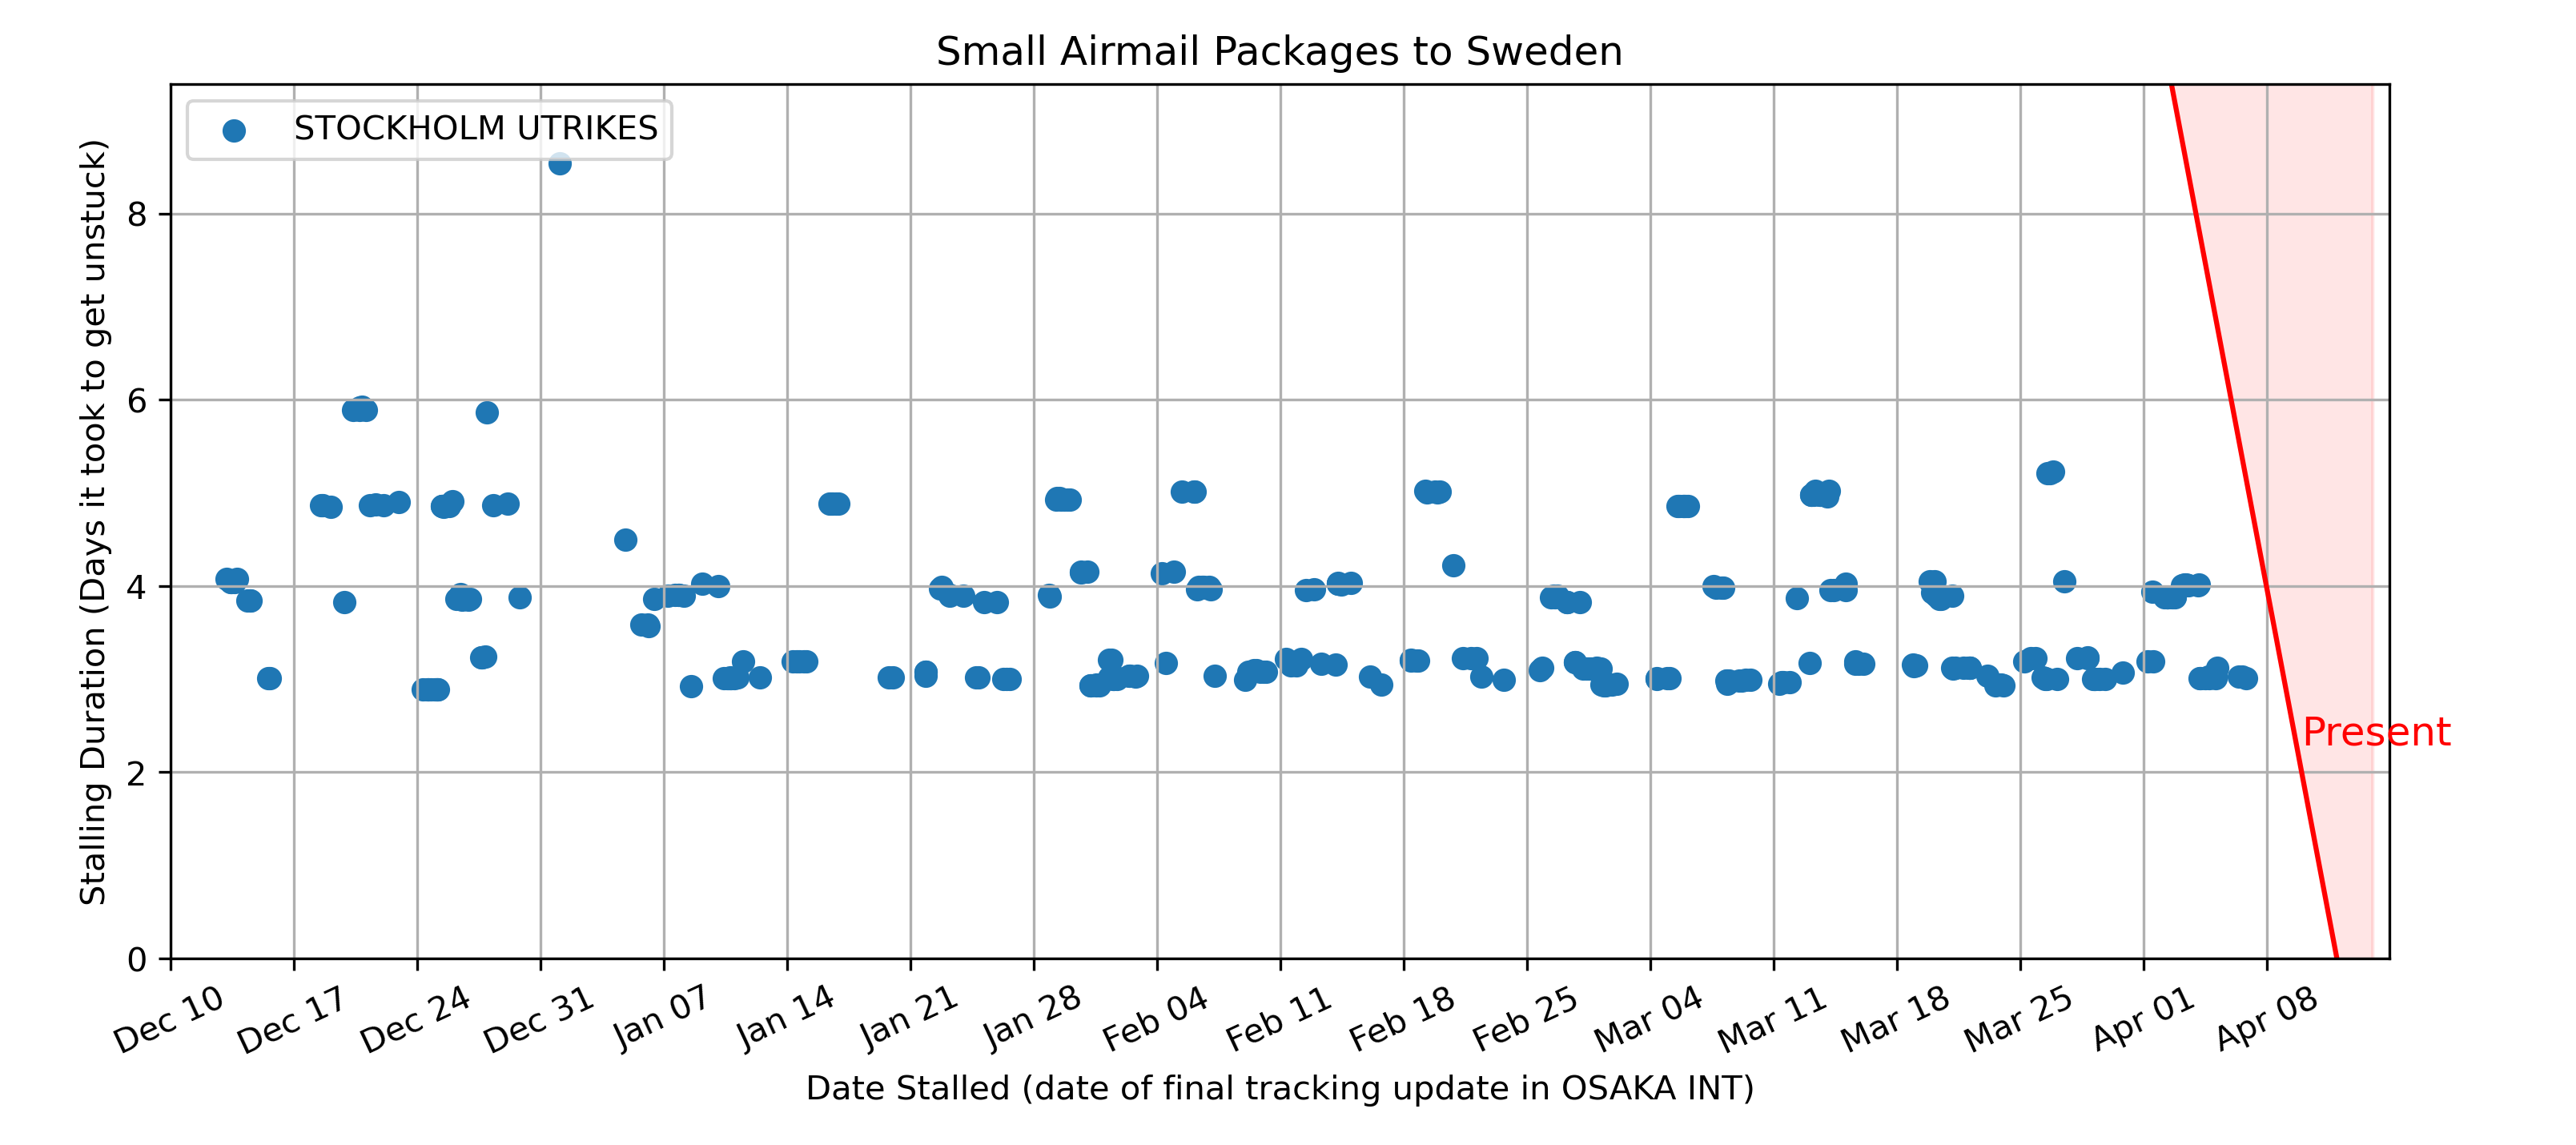 Small Airmail Packages to Sweden
STOCKHOLM UTRIKES
Stalling Duration (Days it took to get unstuck)
8
6
4
2
0
Present
Dec 10 Dec 17 Dec 24 Dec 31 Jan 07 Jan 14 Jan 21 Jan 28 Feb 04 Feb 11 Feb 18 Feb 25 Mar 04 Mar 11 Mar 18 Mar 25 Apr 01 Apr 08
Date Stalled (date of final tracking update in OSAKA INT)